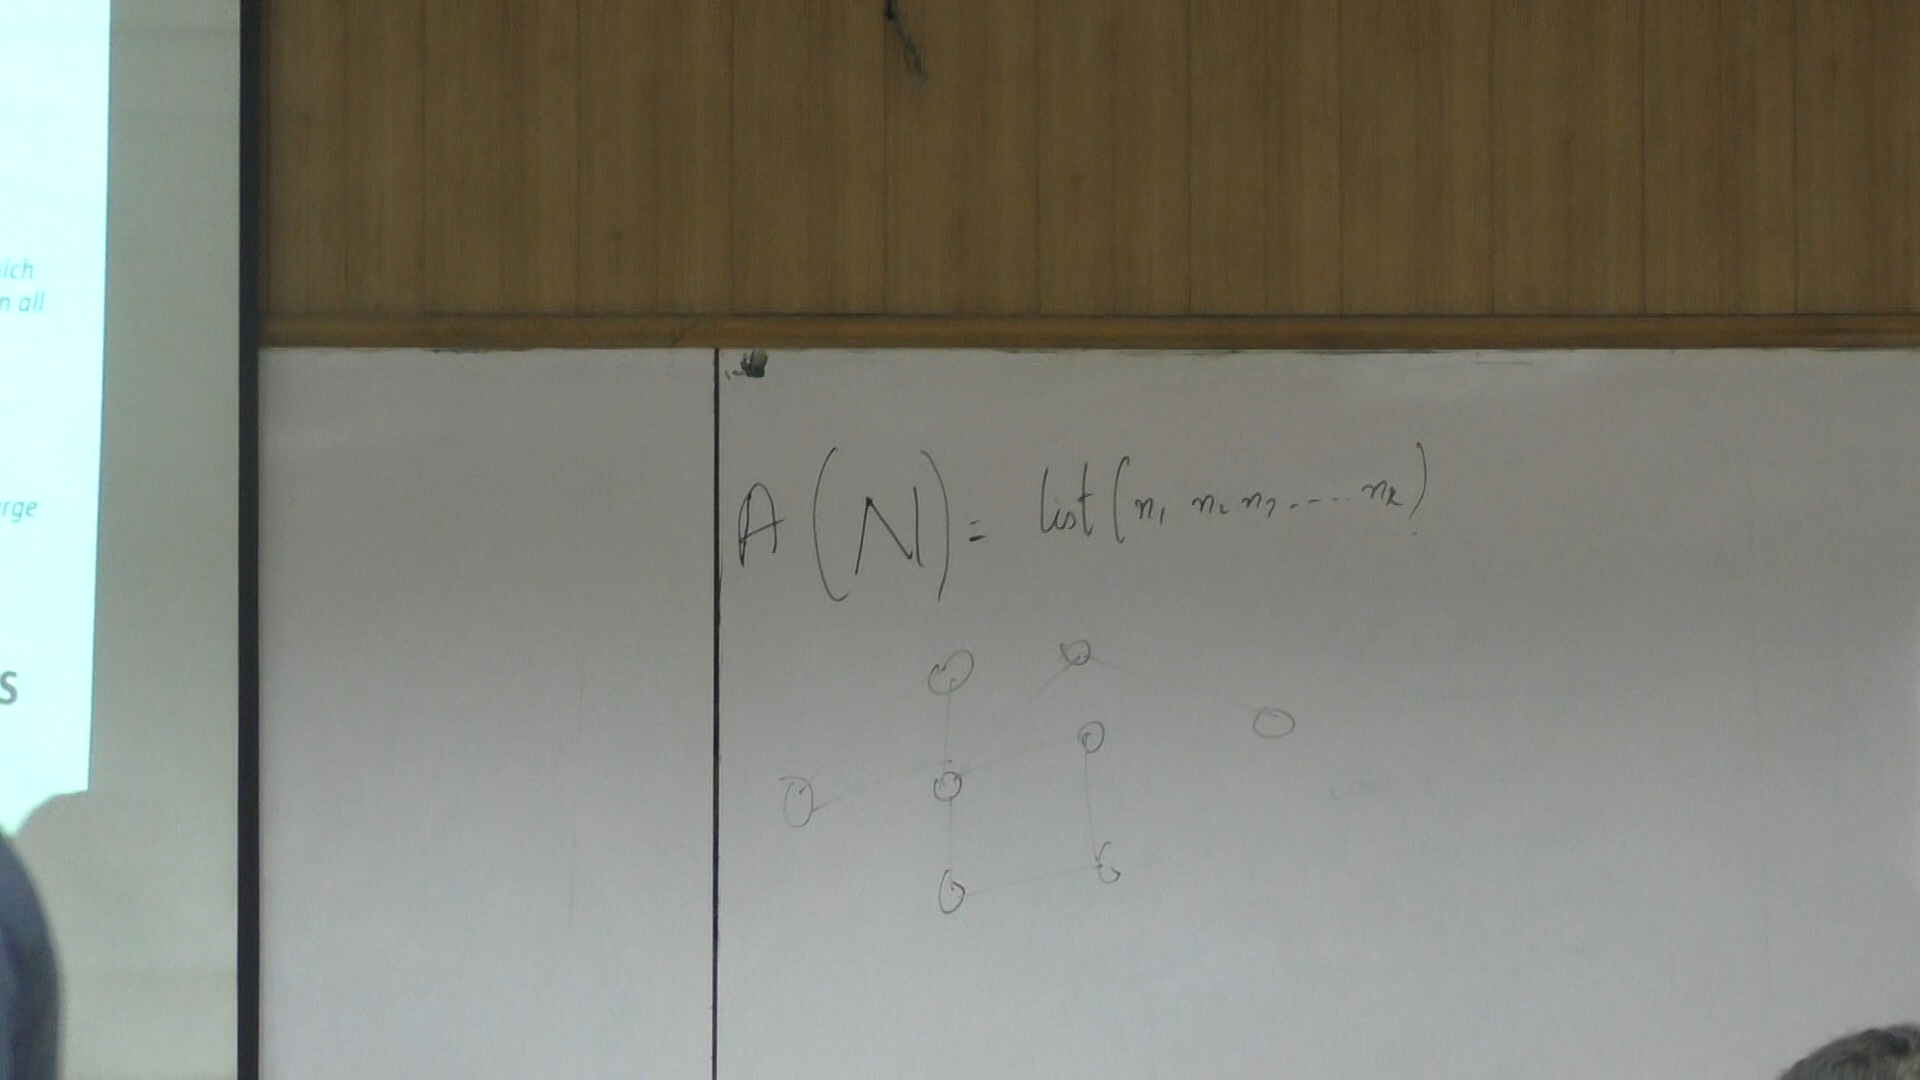 ich
n all
rge
s
A (N) = list (n₁ n₂ n₃ .... nₖ)